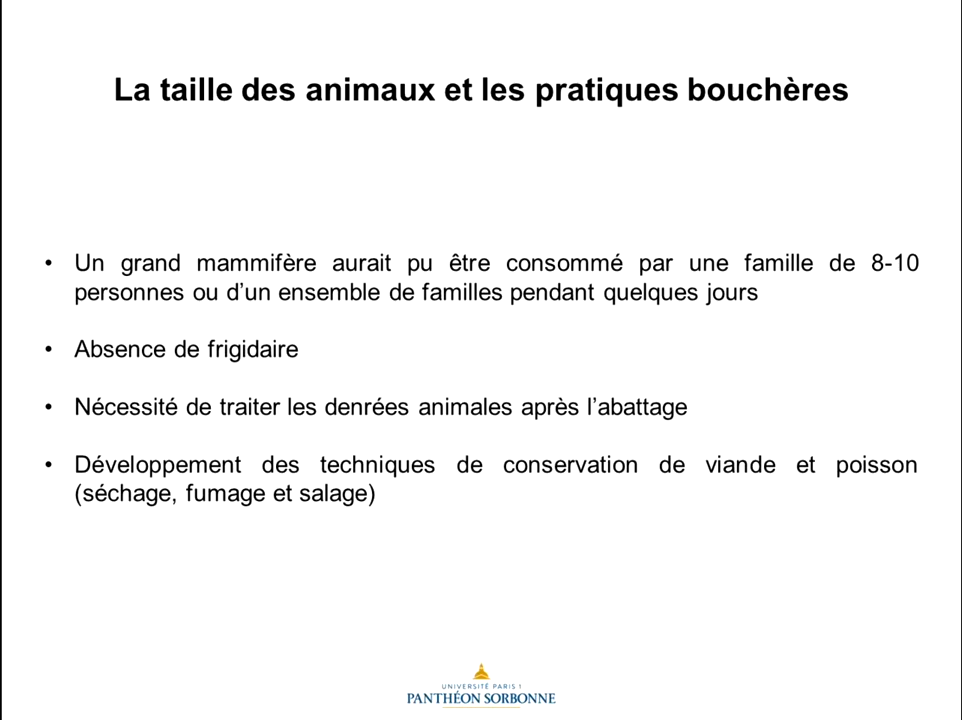 La taille des animaux et les pratiques bouchères
• Un grand mammifère aurait pu être consommé par une famille de 8-10
personnes ou d’un ensemble de familles pendant quelques jours
• Absence de frigidaire
• Nécessité de traiter les denrées animales après l’abattage
• Développement des techniques de conservation de viande et poisson
(séchage, fumage et salage)
UNIVERSITÉ PARIS 1
PANTHÉON SORBONNE